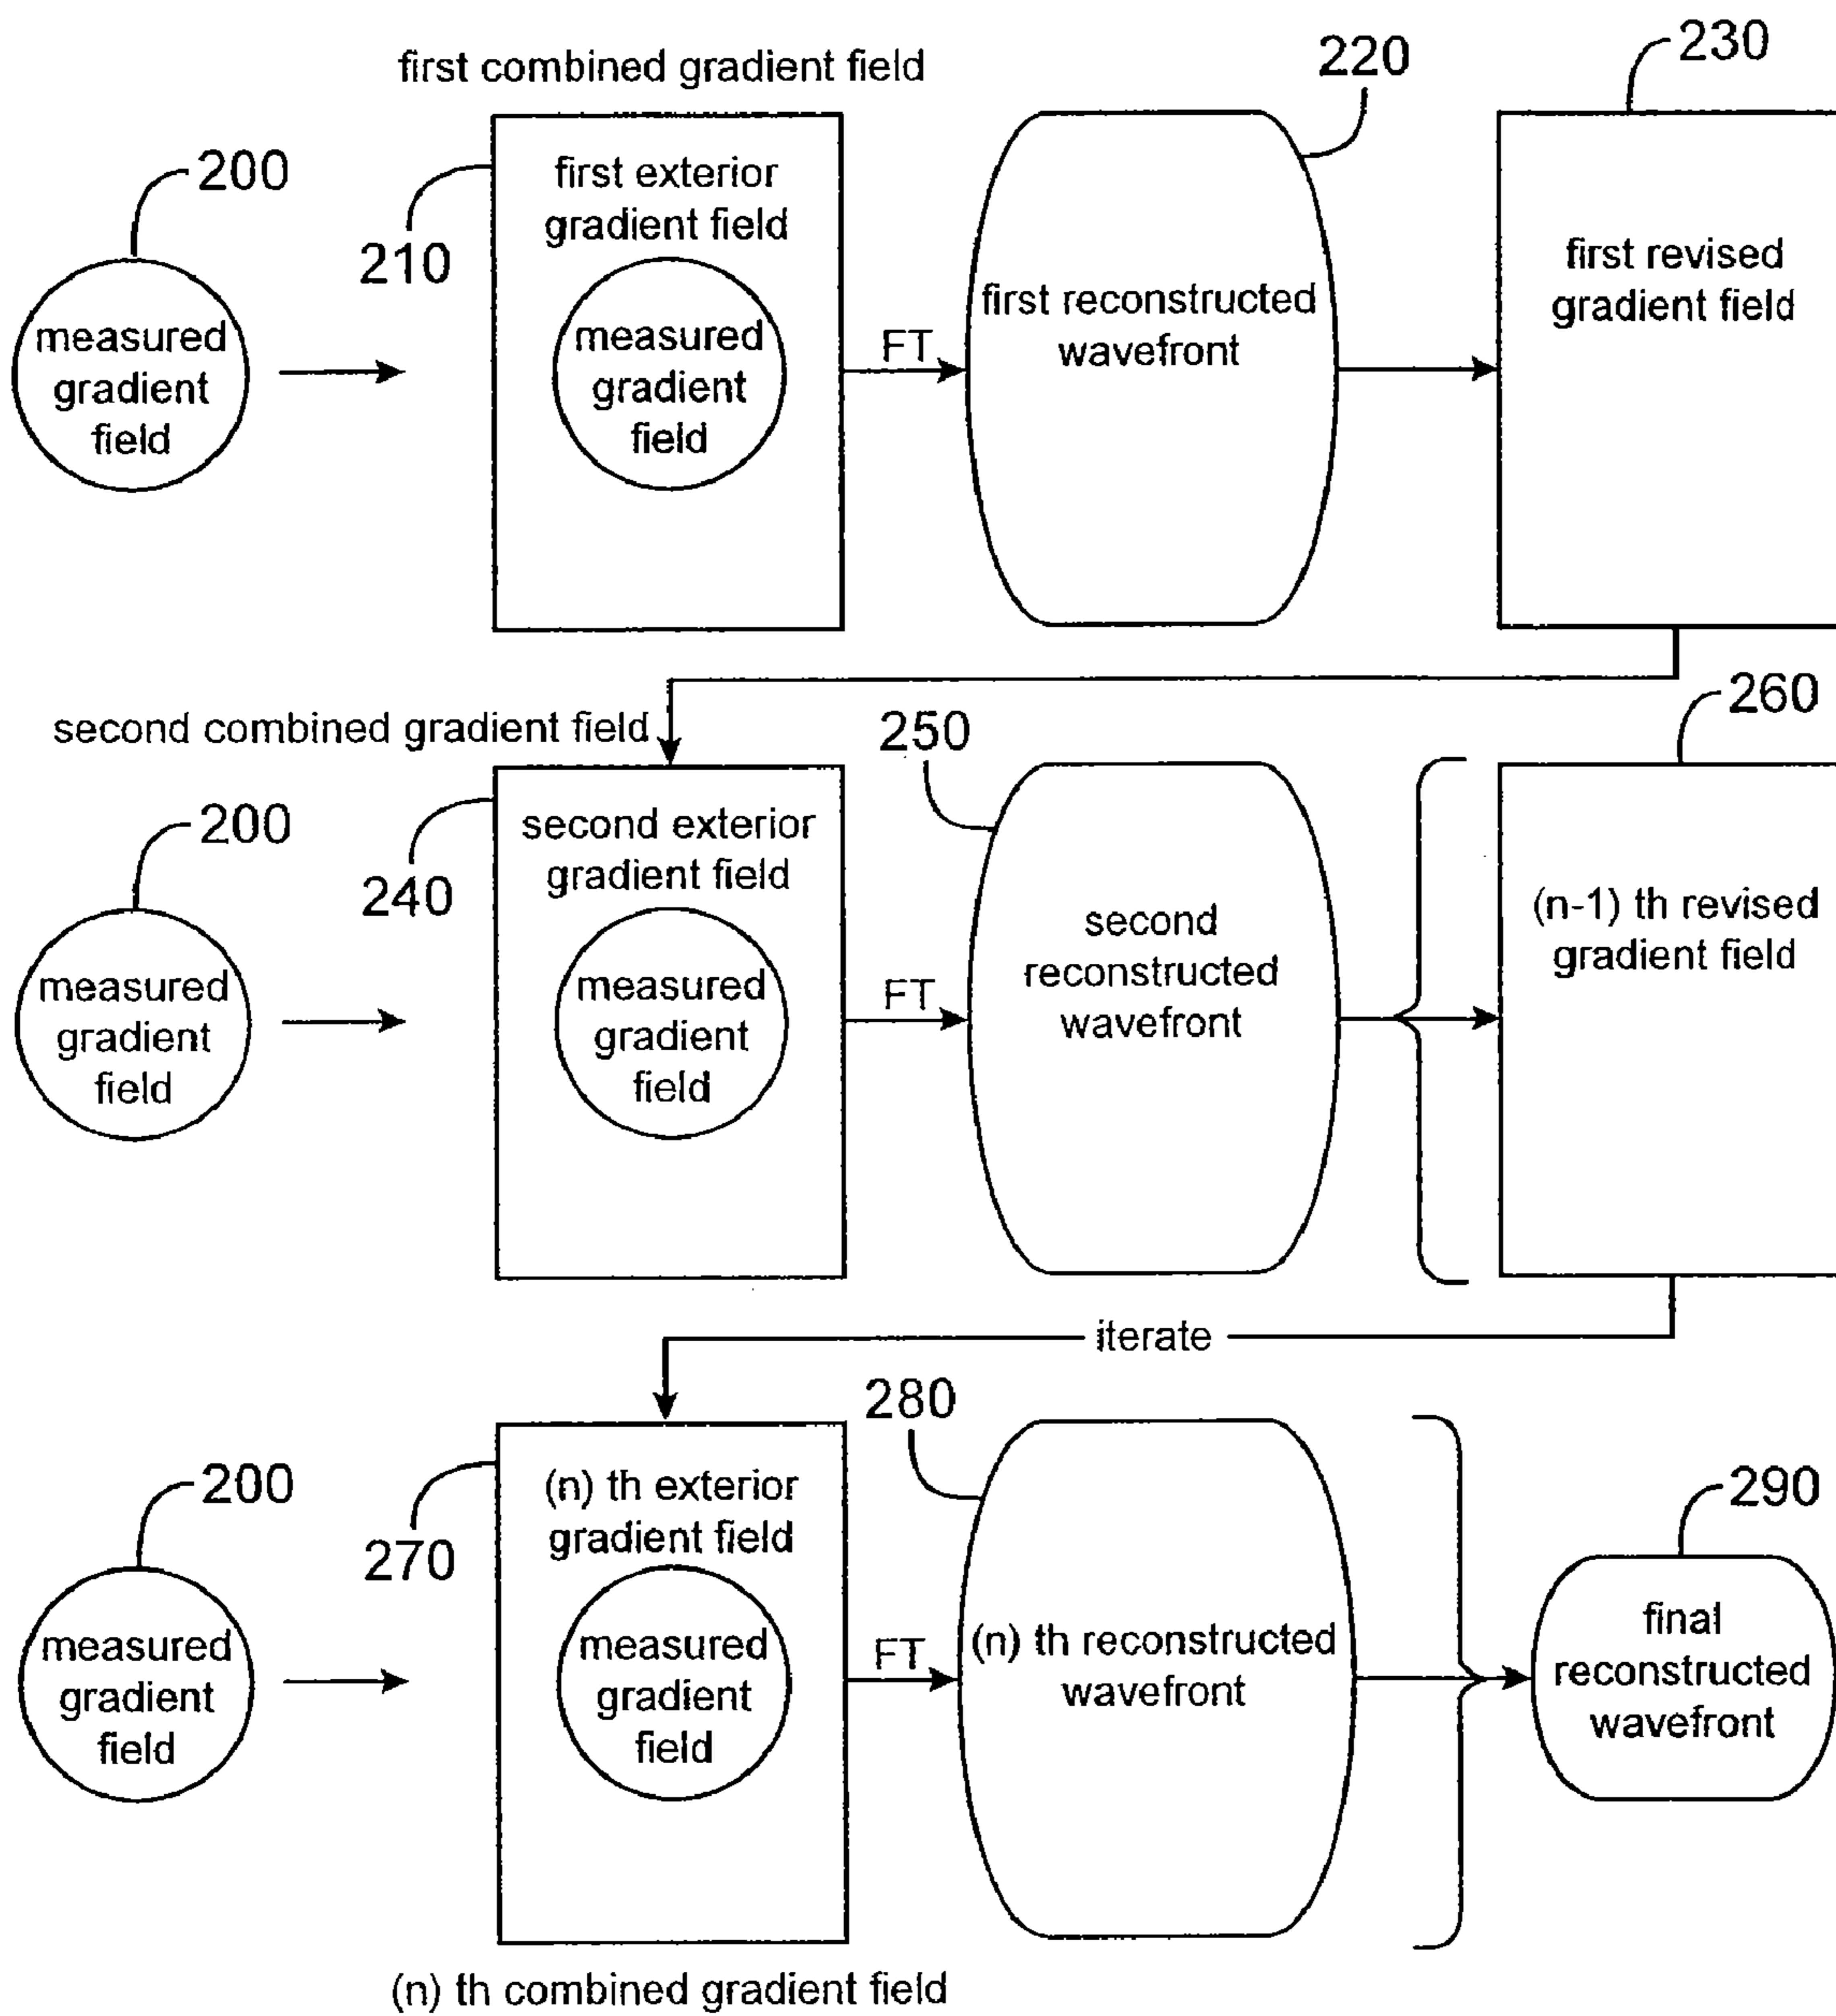 first combined gradient field
220
230
200
210
first exterior
gradient field
measured
gradient
field
measured
gradient
field
FT
first reconstructed
wavefront
first revised
gradient field
second combined gradient field
250
260
200
240
second exterior
gradient field
measured
gradient
field
measured
gradient
field
FT
second
reconstructed
wavefront
(n-1) th revised
gradient field
iterate
280
200
270
290
(n) th exterior
gradient field
measured
gradient
field
measured
gradient
field
FT
(n) th reconstructed
wavefront
final
reconstructed
wavefront
(n) th combined gradient field